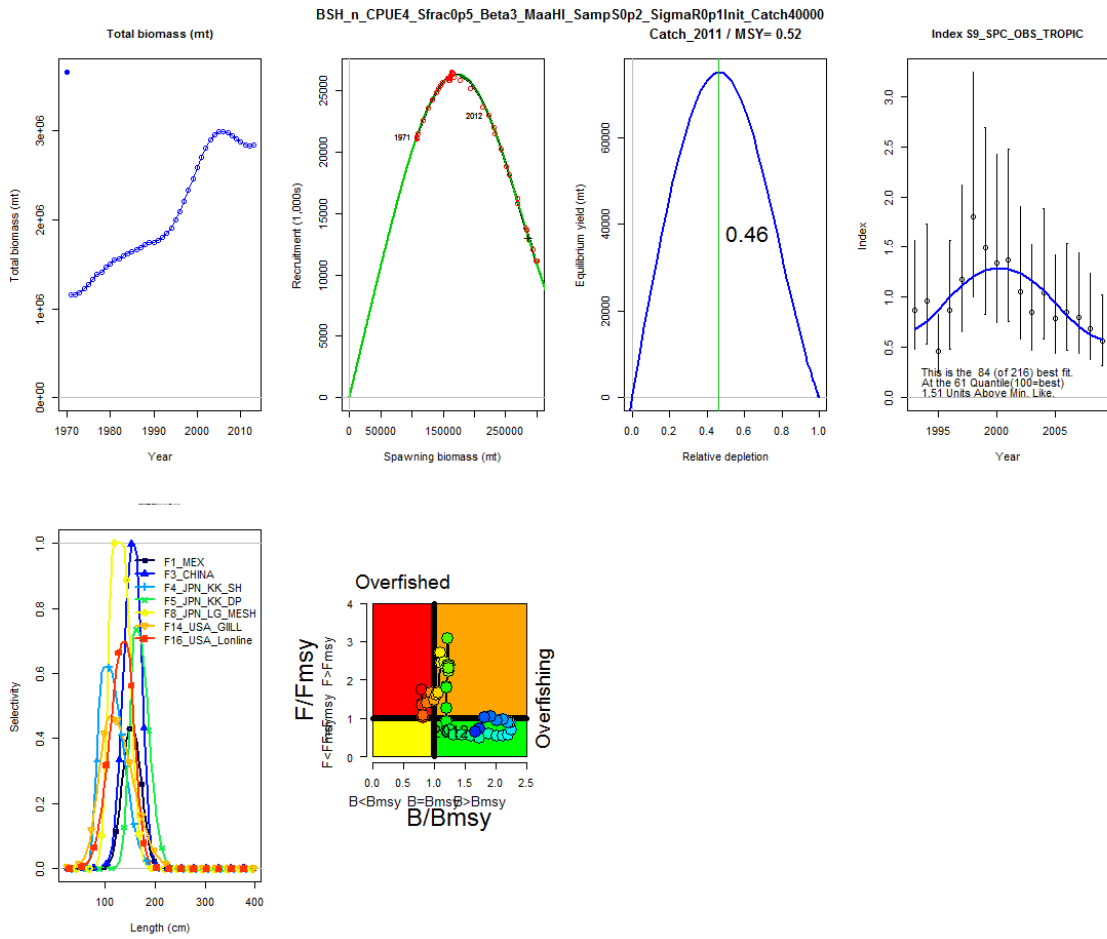 BSH_n_CPUE4_Sfrac0p5_Beta3_MaaHI_SampS0p2_SigmaR0p1Init_Catch40000
Total biomass (mt)
Catch_2011 / MSY= 0.52
Index S9_SPC_OBS_TROPIC
Total biomass (mt)
0e+00
1e+06
2e+06
3e+06
1970
1980
1990
2000
2010
Year
Recruitment (1,000s)
0
5000
10000
15000
20000
25000
1971
2012
0
50000
150000
250000
Spawning biomass (mt)
Equilibrium yield (mt)
0
20000
40000
60000
0.46
0.0
0.2
0.4
0.6
0.8
1.0
Relative depletion
Index
0.0
0.5
1.0
1.5
2.0
2.5
3.0
This is the 84 (of 216) best fit.
At the 61 Quantile(100=best)
1.51 Units Above Min. Like.
1995
2000
2005
Year
Selectivity
0.0
0.2
0.4
0.6
0.8
1.0
F1_MEX
F3_CHINA
F4_JPN_KK_SH
F5_JPN_KK_DP
F8_JPN_LG_MESH
F14_USA_GIILL
F16_USA_Lonline
100
200
300
400
Length (cm)
Overfished
F/Fmsy
F>Fmsy
0
1
2
3
4
2012
Overfishing
0.0
0.5
1.0
1.5
2.0
2.5
B<Bmsy
B=Bmsy
B>Bmsy
B/Bmsy